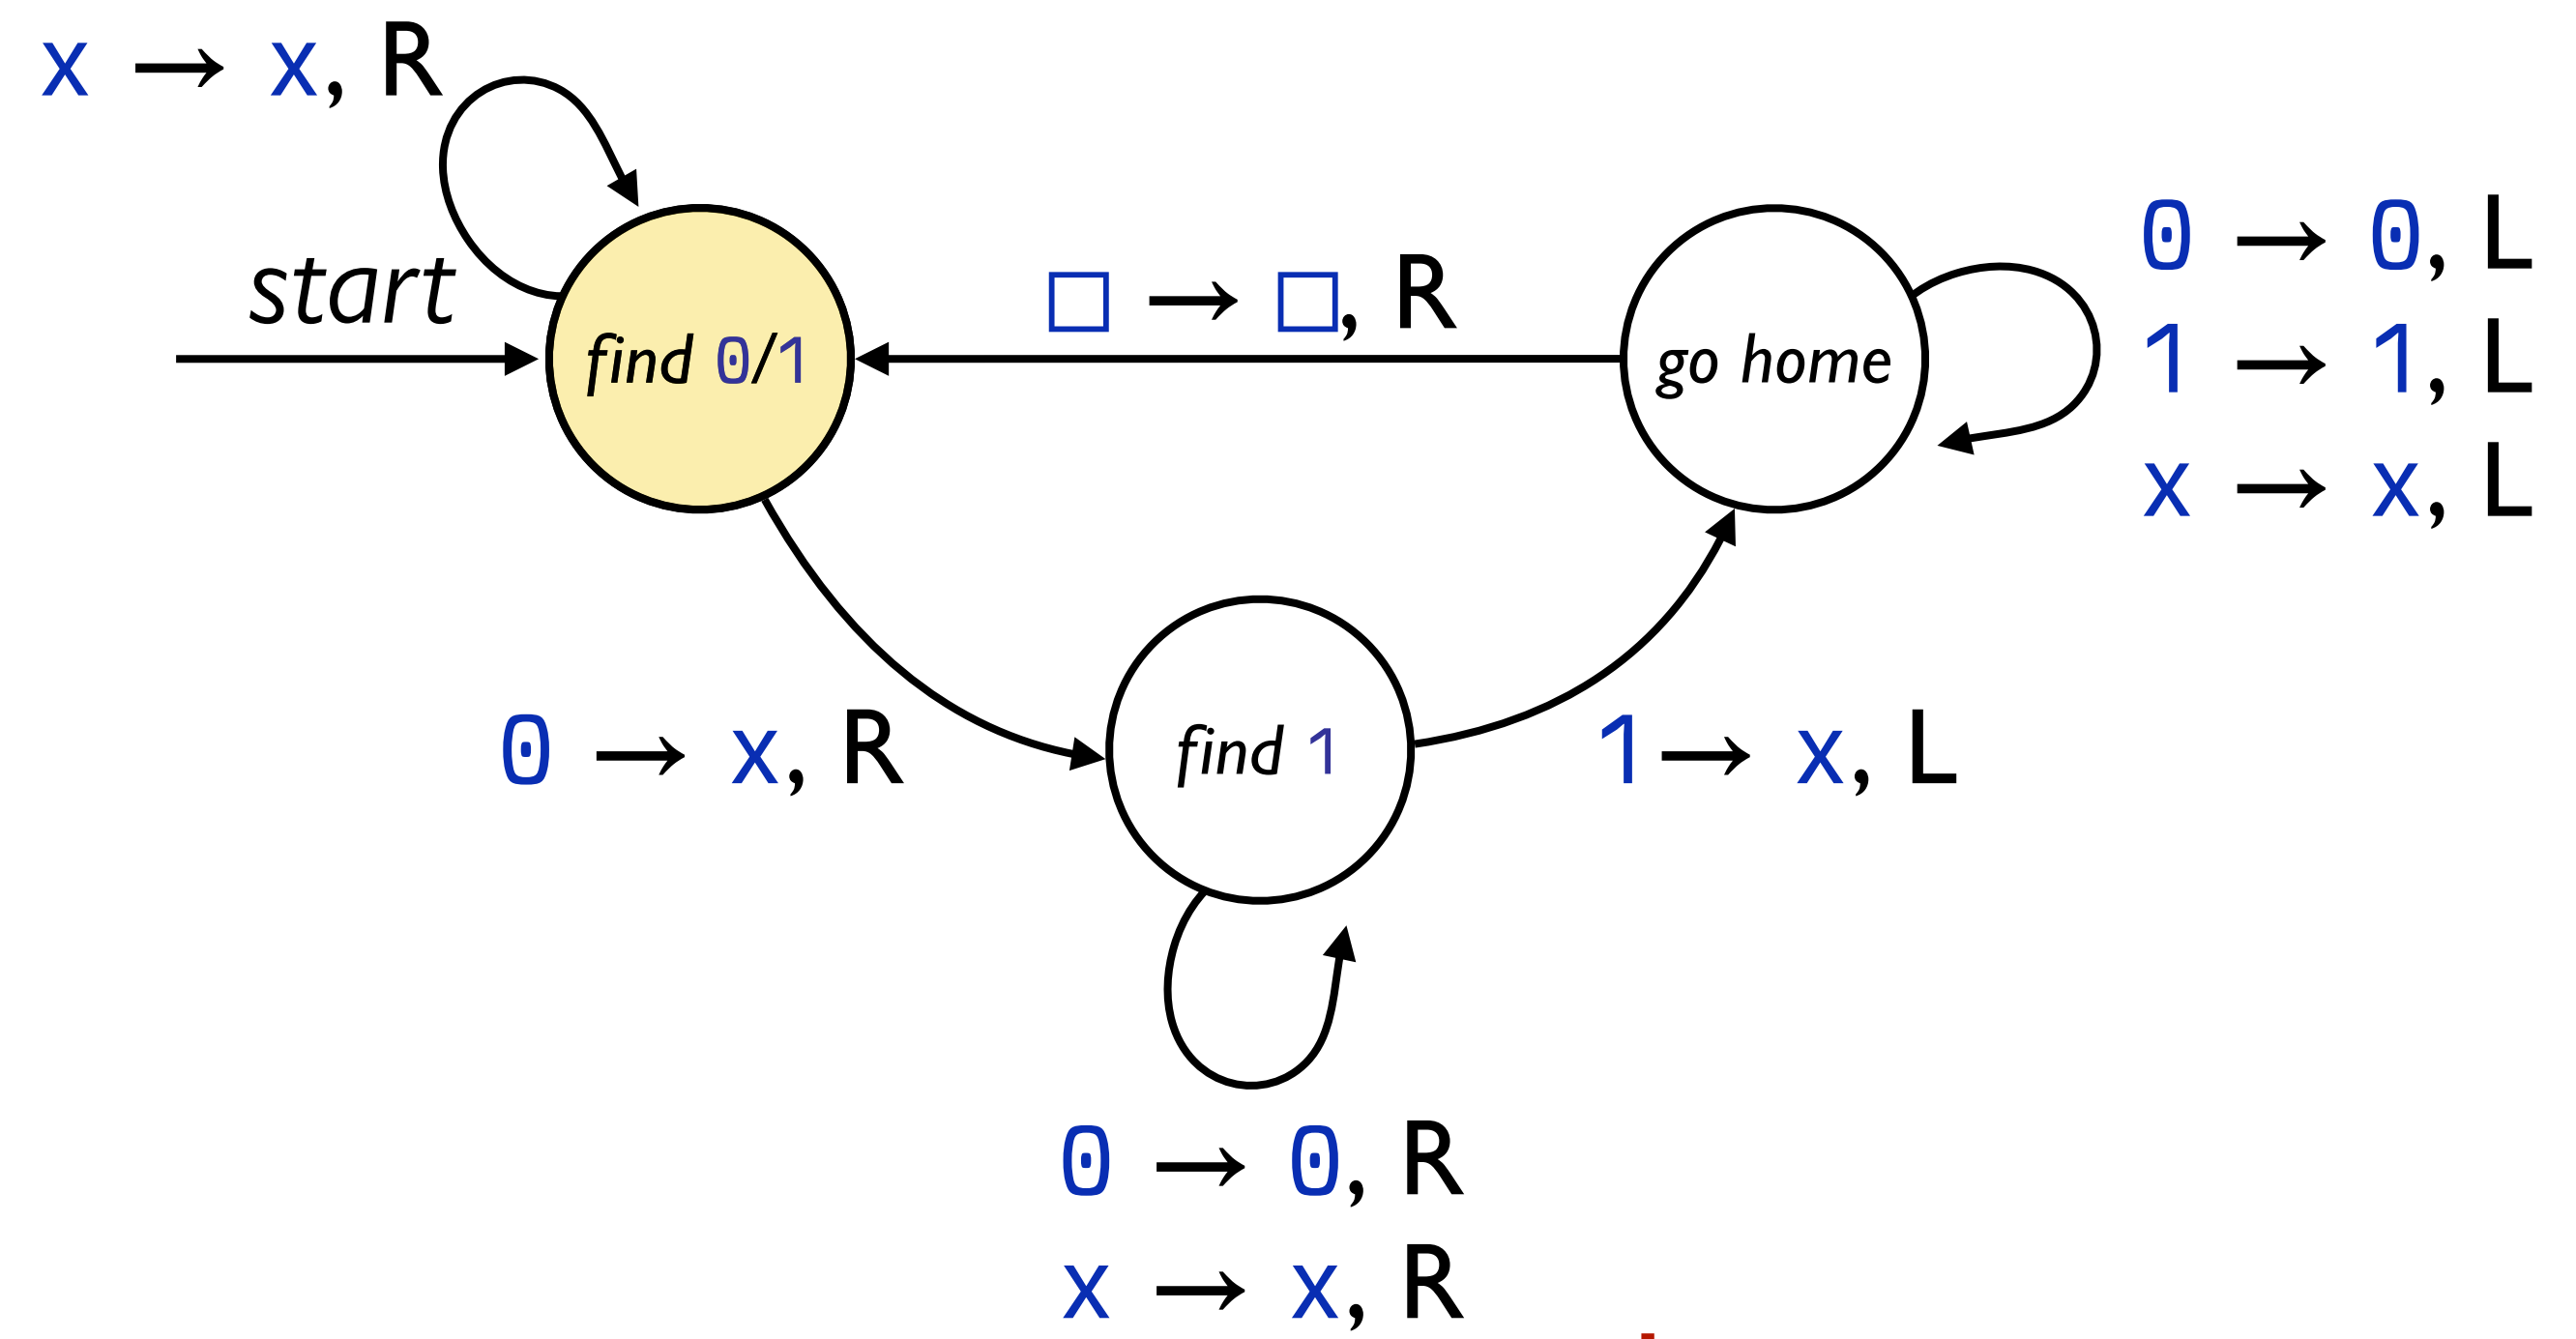 x → x, R
start
find 0/1
□ → □, R
go home
0 → 0, L
1 → 1, L
x → x, L
0 → x, R
find 1
1 → x, L
0 → 0, R
x → x, R